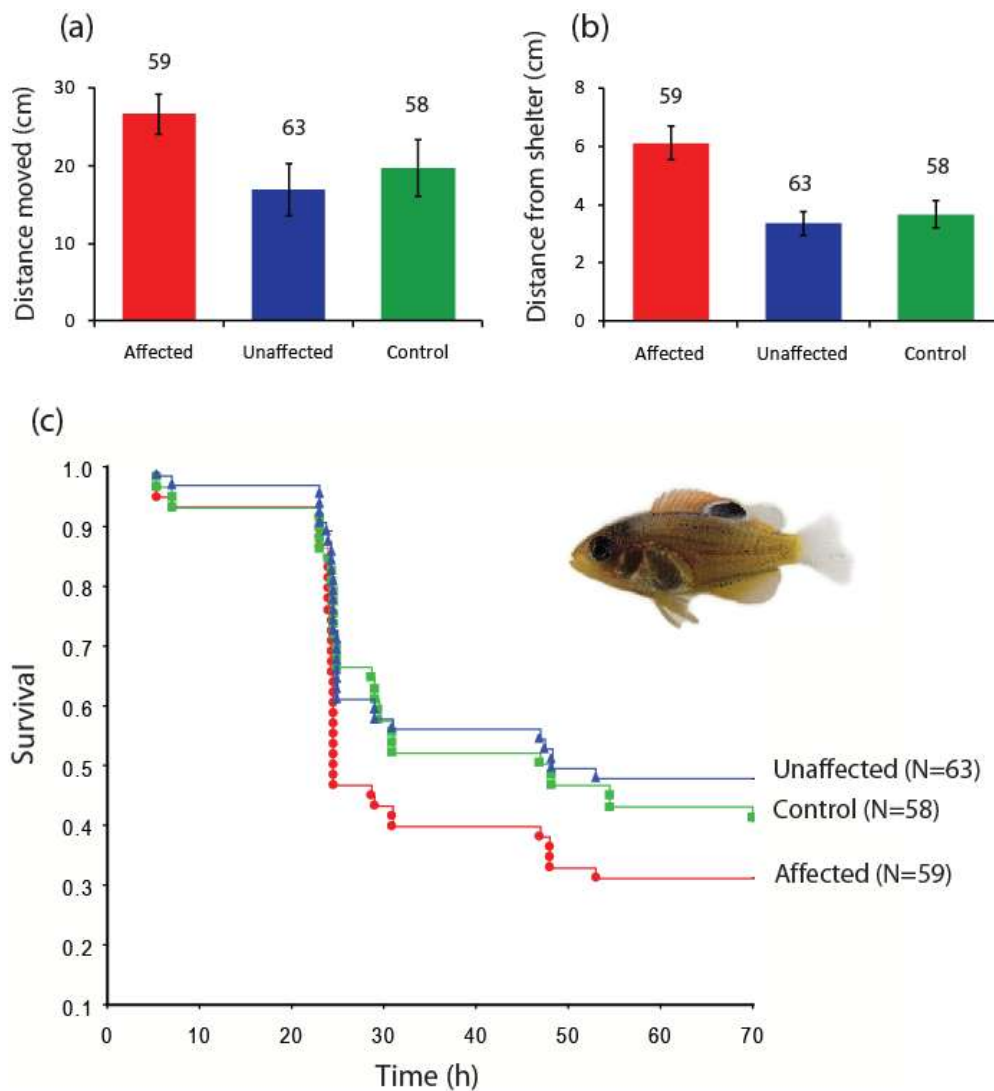 (a)
59
63
58
Distance moved (cm)
30
20
10
0
Affected Unaffected Control
(b)
59
63
58
Distance from shelter (cm)
8
6
4
2
0
Affected Unaffected Control
(c)
Survival
1.0
0.9
0.8
0.7
0.6
0.5
0.4
0.3
0.2
0.1
0 10 20 30 40 50 60 70
Time (h)
Unaffected (N=63)
Control (N=58)
Affected (N=59)